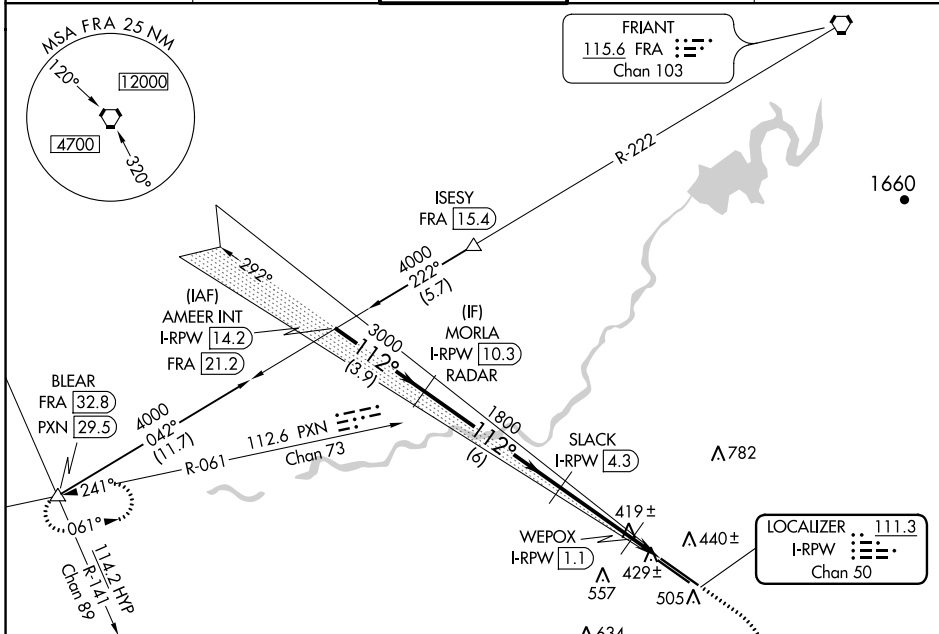 MSA FRA 25 NM
120°
12000
4700
320°
FRIANT
115.6 FRA
Chan 103
R-222
1660
ISESY
FRA 15.4
4000
222°
(5.7)
292°
(IAF)
AMEER INT
I-RPW 14.2
FRA 21.2
(IF)
MORLA
I-RPW 10.3
RADAR
3000
112°
(3.9)
BLEAR
FRA 32.8
PXN 29.5
4000
042°
(11.7)
112.6 PXN
Chan 73
R-061
1800
112°
(6)
SLACK
I-RPW 4.3
782
241°
061°
114.2 HYP
R-141
Chan 89
419 ±
WEPOX
I-RPW 1.1
429 ±
440 ±
557
505
LOCALIZER 111.3
I-RPW
Chan 50
634